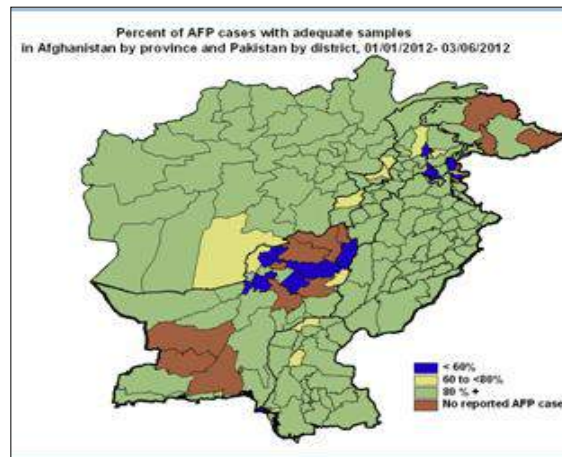 Percent of AFP cases with adequate samples
in Afghanistan by province and Pakistan by district, 01/01/2012- 03/06/2012
< 60%
60 to <80%
80 % +
No reported AFP case